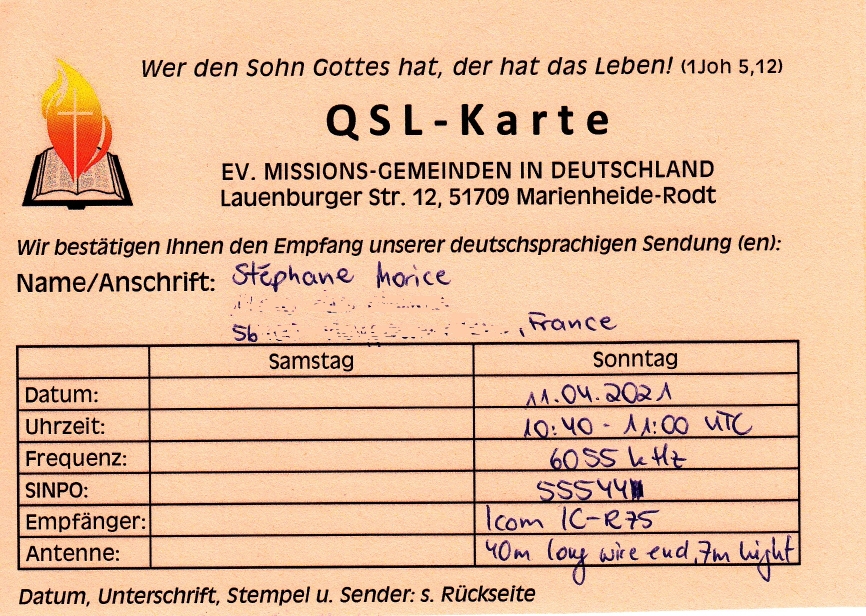 Wer den Sohn Gottes hat, der hat das Leben! (1Joh 5,12)
QSL-Karte
EV. MISSIONS-GEMEINDEN IN DEUTSCHLAND
Lauenburger Str. 12, 51709 Marienheide-Rodt
Wir bestätigen Ihnen den Empfang unserer deutschsprachigen Sendung (en):
Name/Anschrift: Stéphane Morice
56 , France
Samstag Sonntag
Datum: 11.04.2021
Uhrzeit: 10:40 - 11:00 UTC
Frequenz: 6055 kHz
SINPO: 55544
Empfänger: Icom IC-R75
Antenne: 40m long wire end, 7m hight
Datum, Unterschrift, Stempel u. Sender: s. Rückseite